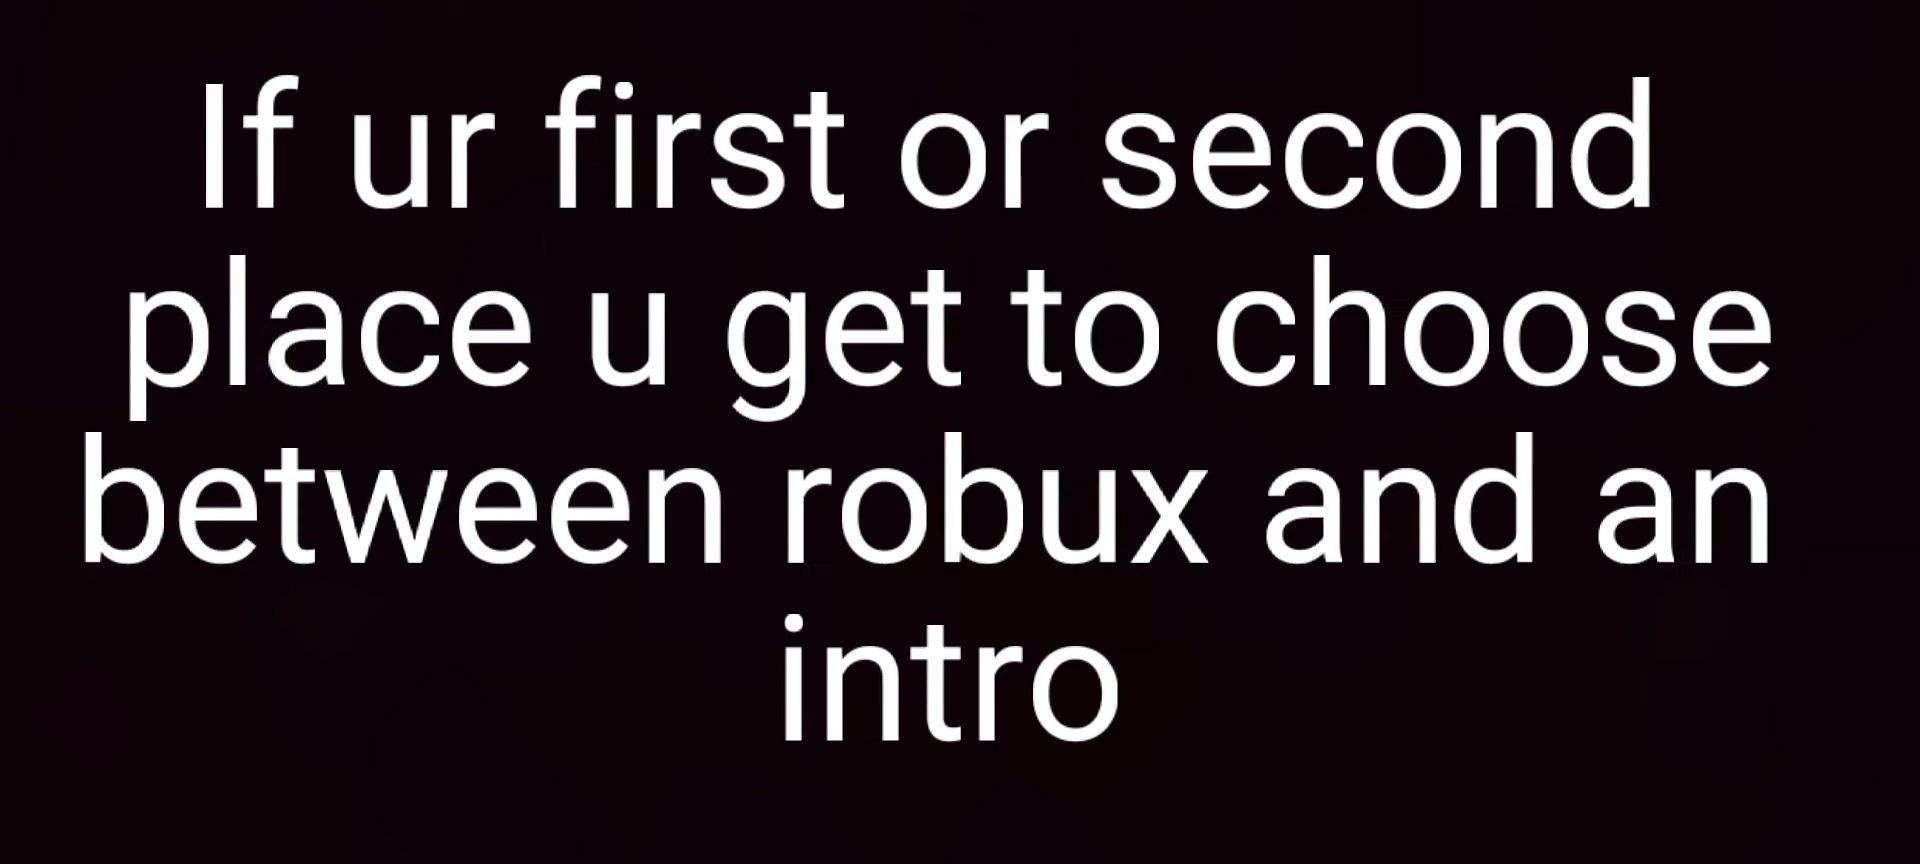 If ur first or second
place u get to choose
between robux and an
intro